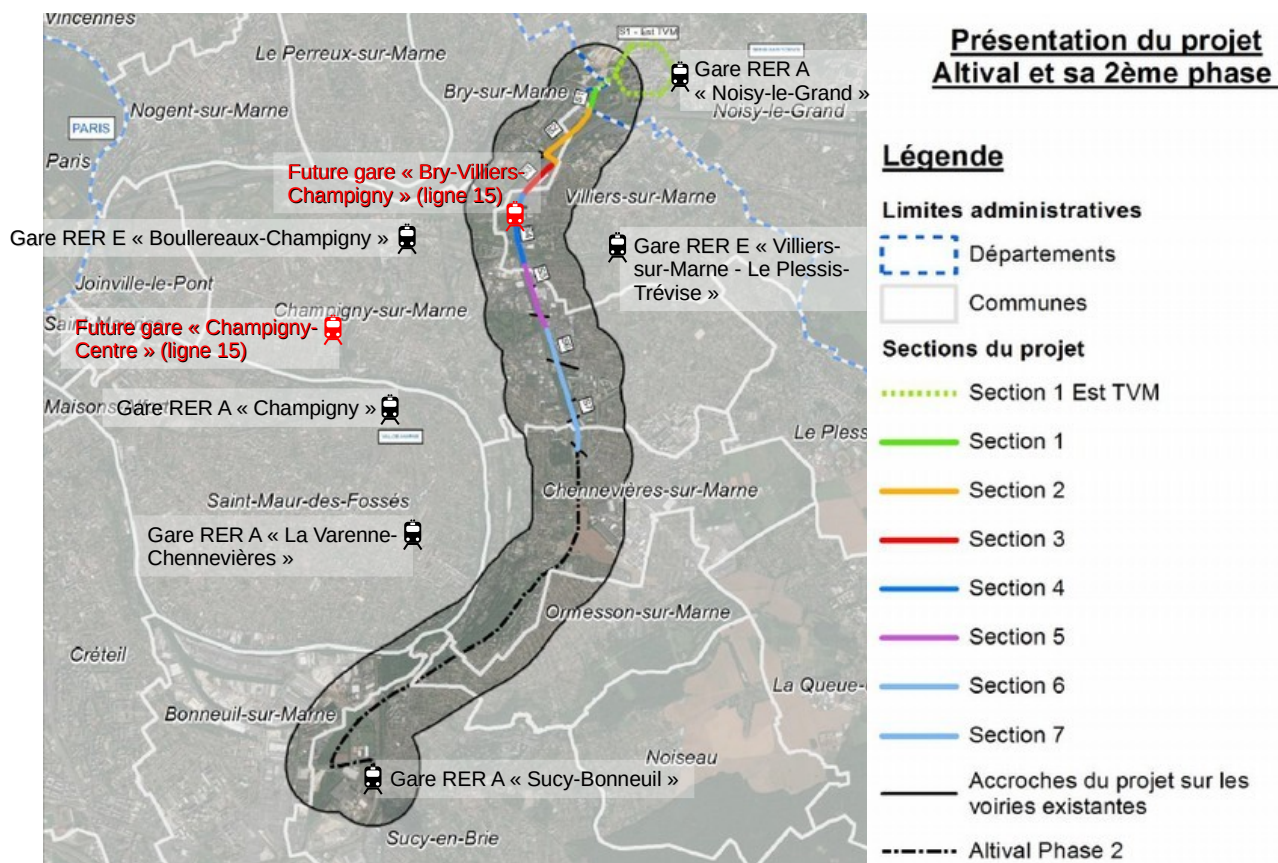 Vincennes
S1 - Est TVM
Présentation du projet
Altival et sa 2ème phase
Le Perreux-sur-Marne
Gare RER A
« Noisy-le-Grand »
Bry-sur-Marne
Noisy-le-Grand
Nogent-sur-Marne
PARIS
Paris
Légende
Future gare « Bry-Villiers-
Champigny » (ligne 15)
Villiers-sur-Marne
Limites administratives
Départements
Communes
Gare RER E « Boullereaux-Champigny »
Gare RER E « Villiers-
sur-Marne - Le Plessis-
Trévise »
Joinville-le-Pont
Champigny-sur-Marne
Future gare « Champigny-
Centre » (ligne 15)
Sections du projet
Section 1 Est TVM
Maisons-Alfort
Gare RER A « Champigny »
VAL-DE-MARNE
Le Pless
Section 1
Section 2
Saint-Maur-des-Fossés
Chennevières-sur-Marne
Gare RER A « La Varenne-
Chennevières »
Section 3
Section 4
Ormesson-sur-Marne
Section 5
Créteil
La Queue-
Section 6
Bonneuil-sur-Marne
Section 7
Noiseau
Gare RER A « Sucy-Bonneuil »
Accroches du projet sur les
voiries existantes
Sucy-en-Brie
Altival Phase 2